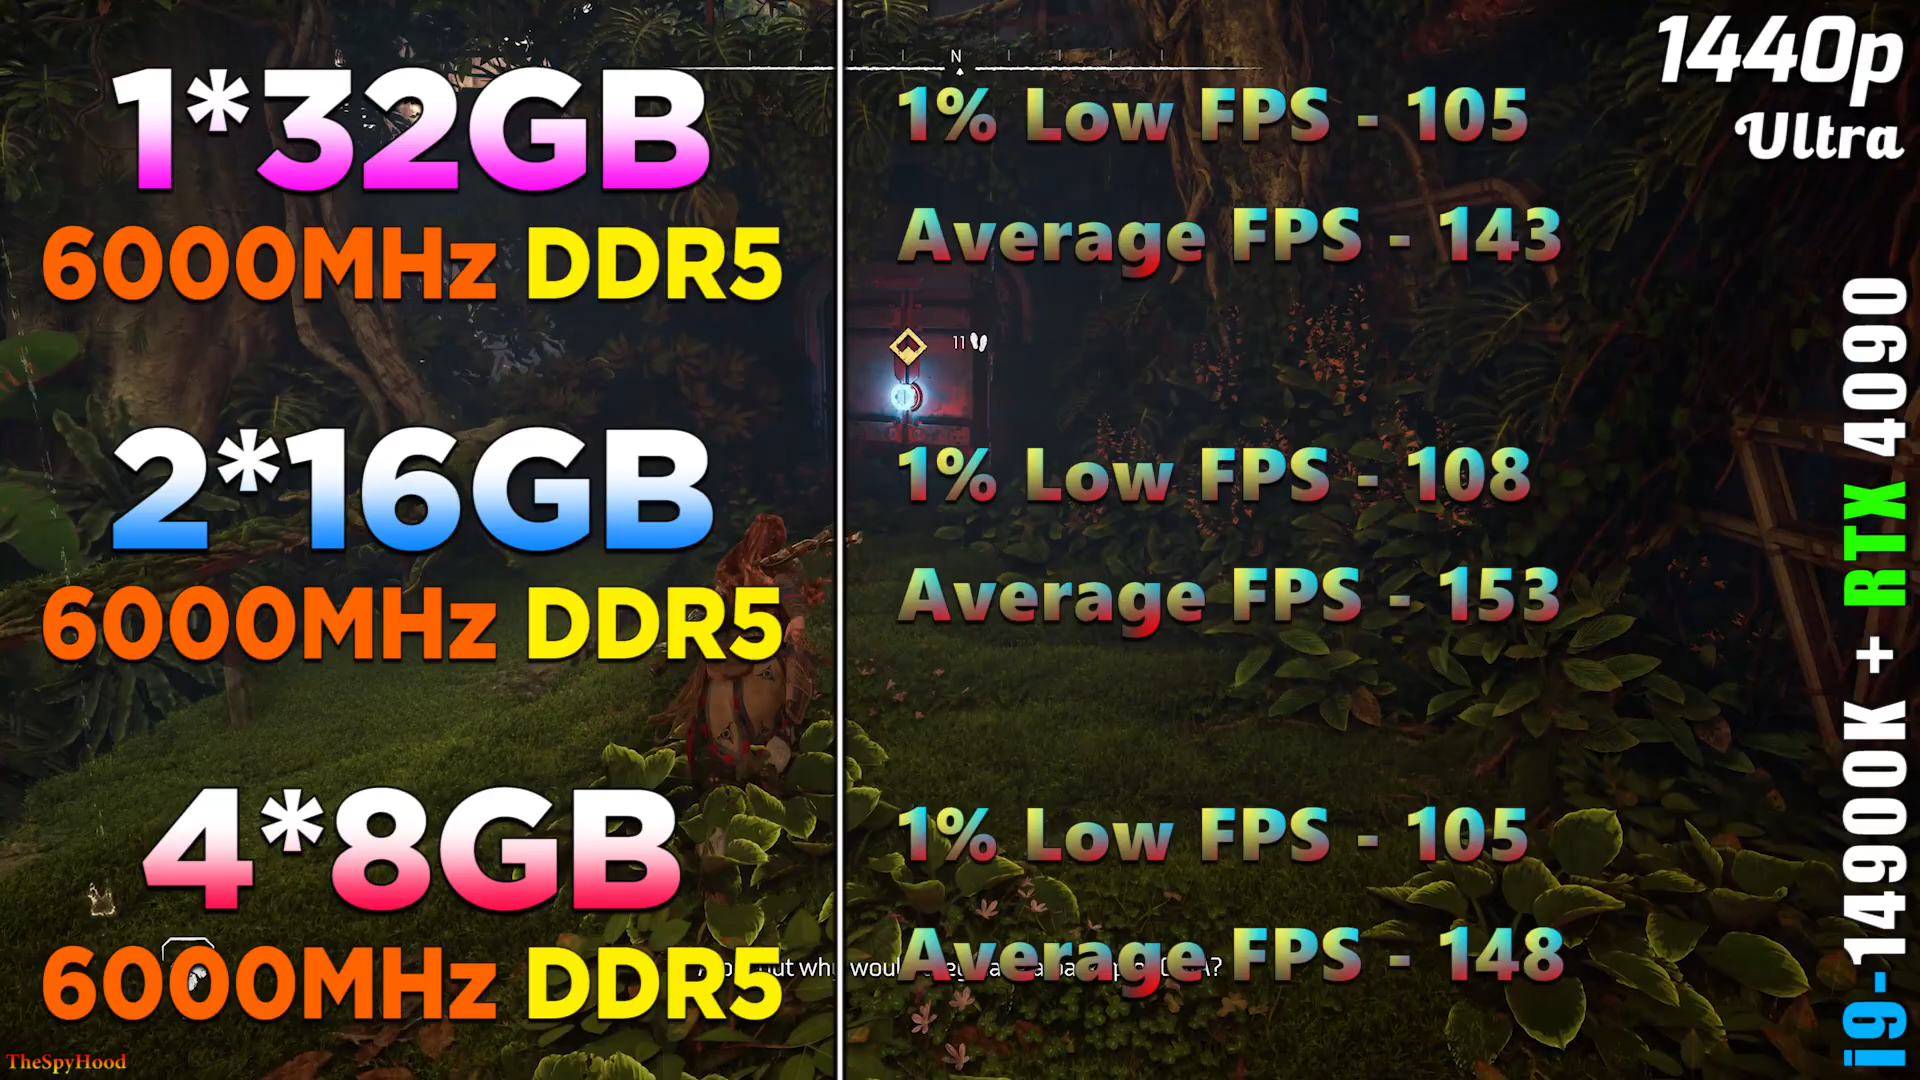 N
1440p
Ultra
1*32GB
6000MHz DDR5
1% Low FPS - 105
Average FPS - 143
11
2*16GB
6000MHz DDR5
1% Low FPS - 108
Average FPS - 153
4*8GB
6000MHz DDR5
1% Low FPS - 105
Average FPS - 148
i9-14900K + RTX 4090
TheSpyHood